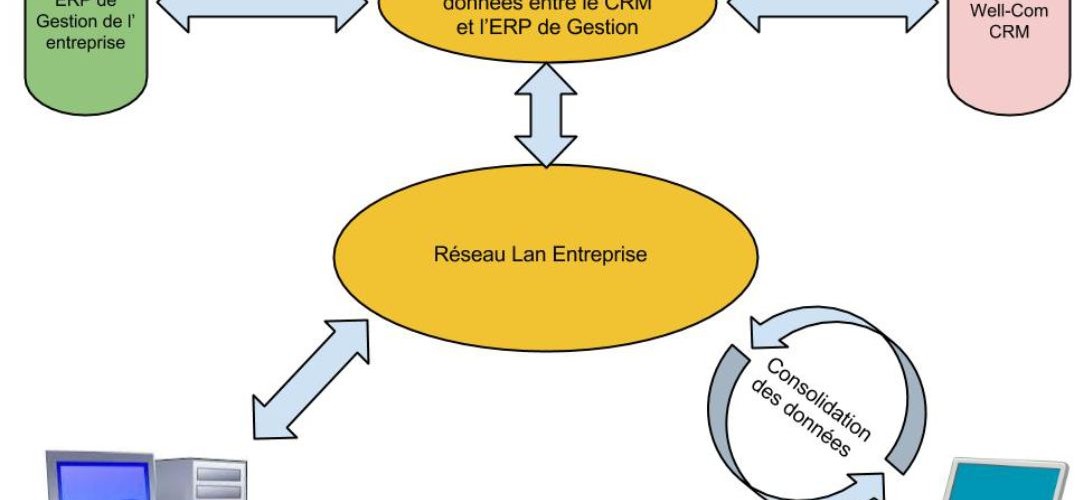 ERP de
Gestion de l'
entreprise
données entre le CRM
et l'ERP de Gestion
Well-Com
CRM
Réseau Lan Entreprise
Consolidation
des données